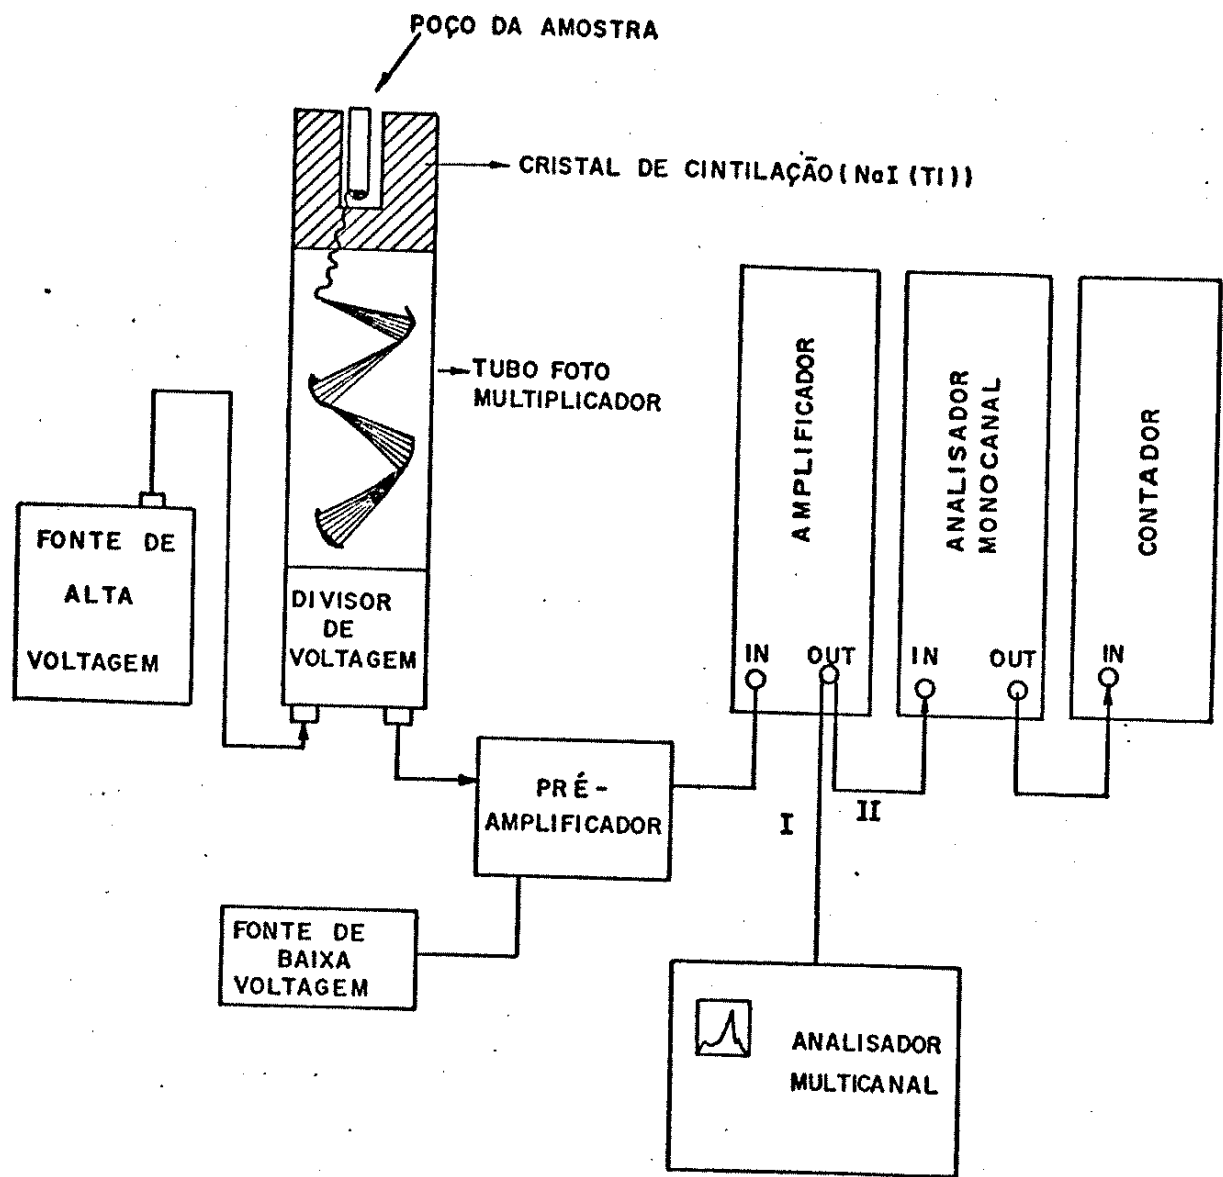 POÇO DA AMOSTRA
CRISTAL DE CINTILAÇÃO (NaI (Tl))
TUBO FOTO
MULTIPLICADOR
FONTE DE
ALTA
VOLTAGEM
DIVISOR
DE
VOLTAGEM
AMPLIFICADOR
IN OUT
ANALISADOR
MONOCANAL
IN OUT
CONTADOR
IN
PRÉ-
AMPLIFICADOR
I
II
FONTE DE
BAIXA
VOLTAGEM
ANALISADOR
MULTICANAL